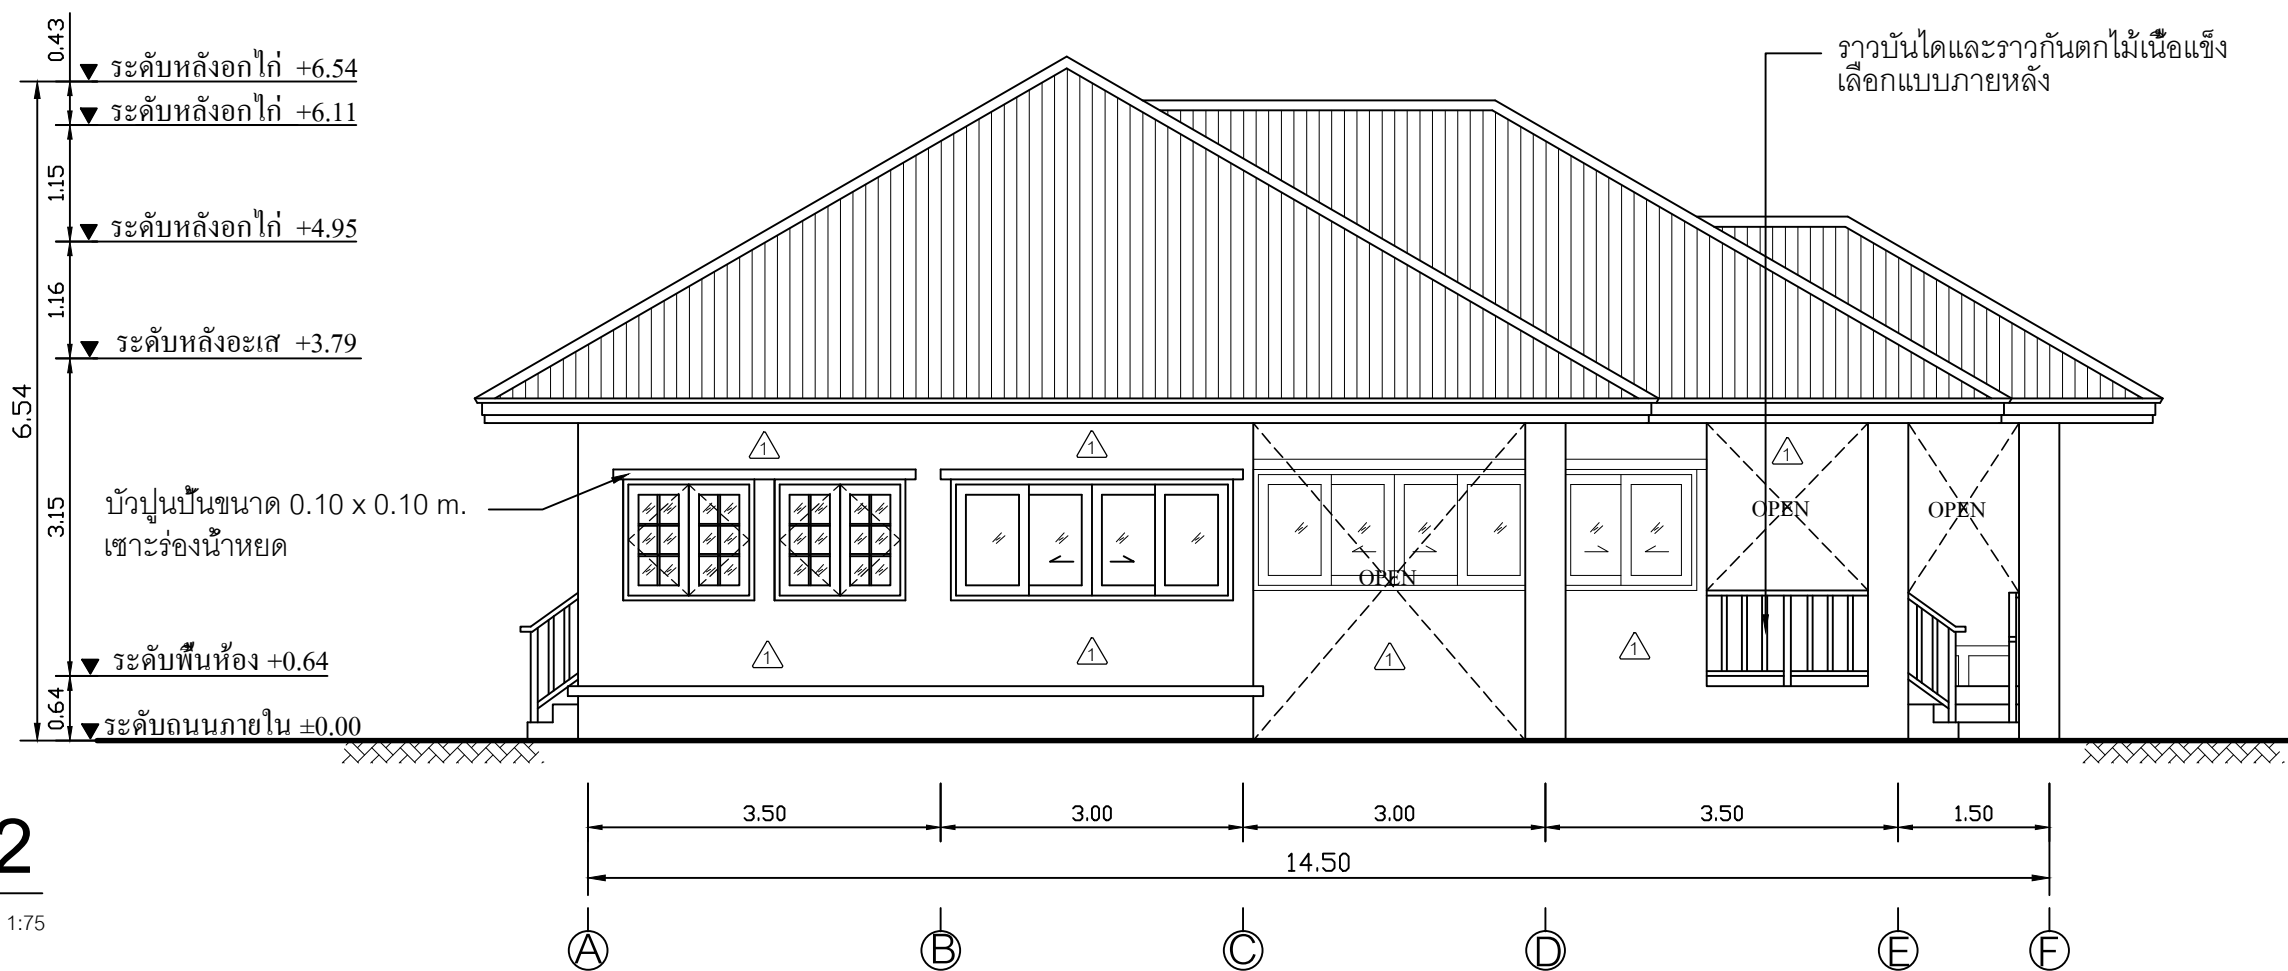 0.43
ระดับหลังอกไก่ +6.54
ระดับหลังอกไก่ +6.11
1.15
ระดับหลังอกไก่ +4.95
1.16
ระดับหลังอะเส +3.79
6.54
3.15
ระดับพื้นห้อง +0.64
0.64
ระดับถนนภายใน ±0.00
บัวปูนปั้นขนาด 0.10 x 0.10 m.
เซาะร่องน้ำหยด
ราวบันไดและราวกันตกไม้เนื้อแข็ง
เลือกแบบภายหลัง
1
1
1
OPEN
OPEN
OPEN
1
1
1
1
3.50
3.00
3.00
3.50
1.50
14.50
2
1:75
A
B
C
D
E
F